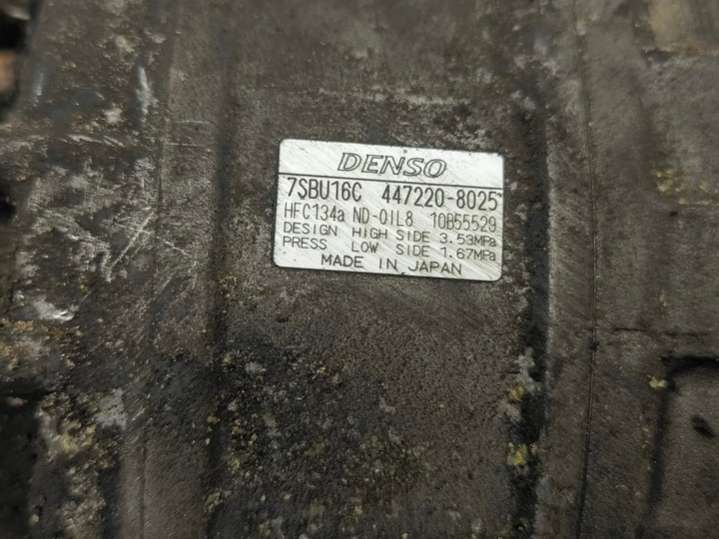 DENSO
7SBU16C 447220-8025
HFC134a ND-OIL8 10B55529
DESIGN HIGH SIDE 3.53MPa
PRESS LOW SIDE 1.67MPa
MADE IN JAPAN